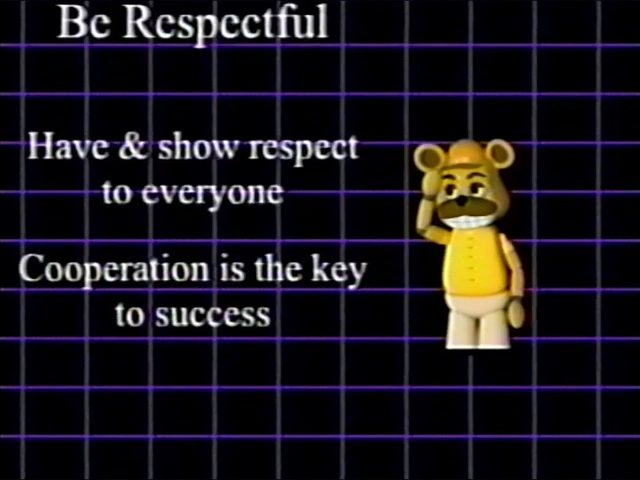 Be Respectful
Have & show respect
to everyone
Cooperation is the key
to success